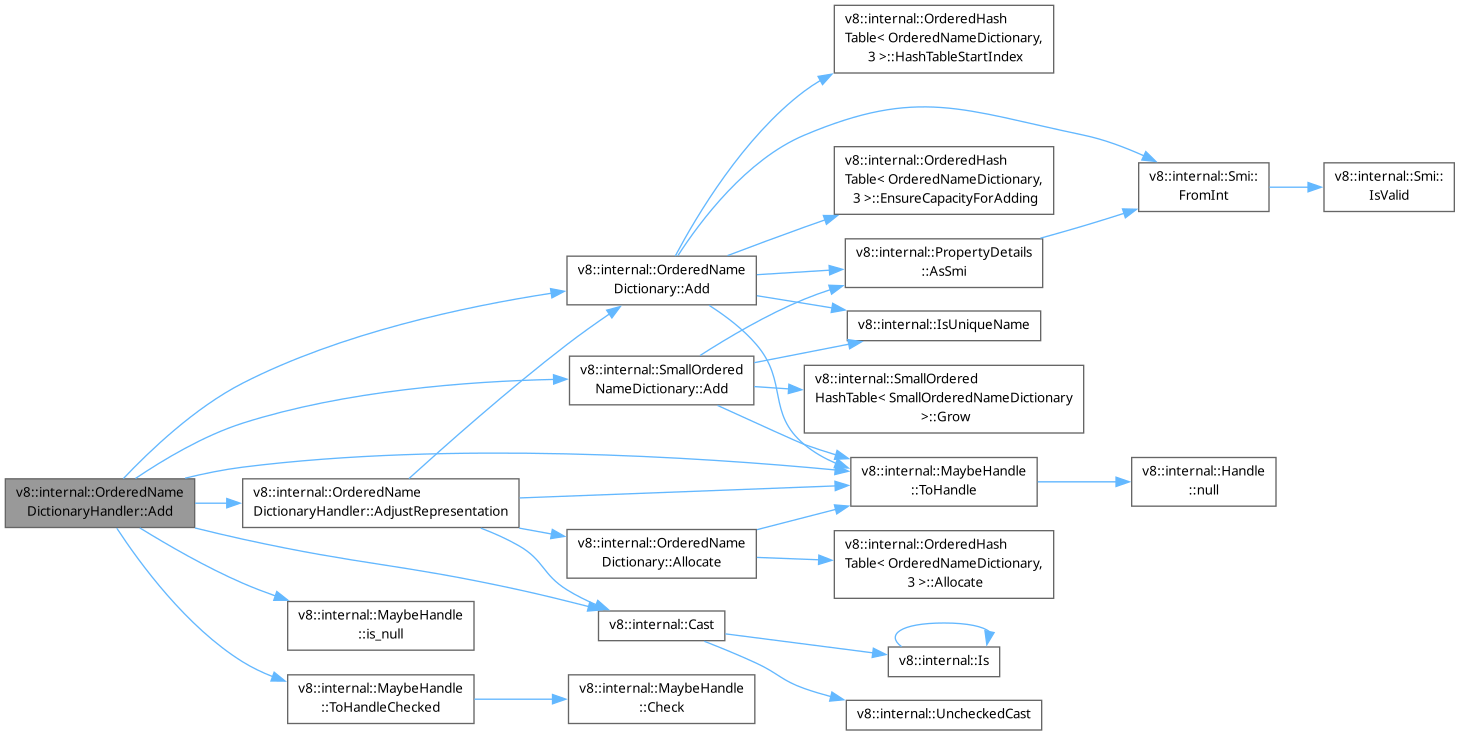 v8::internal::OrderedHash
Table< OrderedNameDictionary,
3 >::HashTableStartIndex
v8::internal::OrderedHash
Table< OrderedNameDictionary,
3 >::EnsureCapacityForAdding
v8::internal::Smi::
FromInt
v8::internal::Smi::
IsValid
v8::internal::PropertyDetails
::AsSmi
v8::internal::OrderedName
Dictionary::Add
v8::internal::IsUniqueName
v8::internal::SmallOrdered
NameDictionary::Add
v8::internal::SmallOrdered
HashTable< SmallOrderedNameDictionary
>::Grow
v8::internal::OrderedName
DictionaryHandler::Add
v8::internal::OrderedName
DictionaryHandler::AdjustRepresentation
v8::internal::MaybeHandle
::ToHandle
v8::internal::Handle
::null
v8::internal::OrderedName
Dictionary::Allocate
v8::internal::OrderedHash
Table< OrderedNameDictionary,
3 >::Allocate
v8::internal::MaybeHandle
::is_null
v8::internal::Cast
v8::internal::Is
v8::internal::MaybeHandle
::ToHandleChecked
v8::internal::MaybeHandle
::Check
v8::internal::UncheckedCast